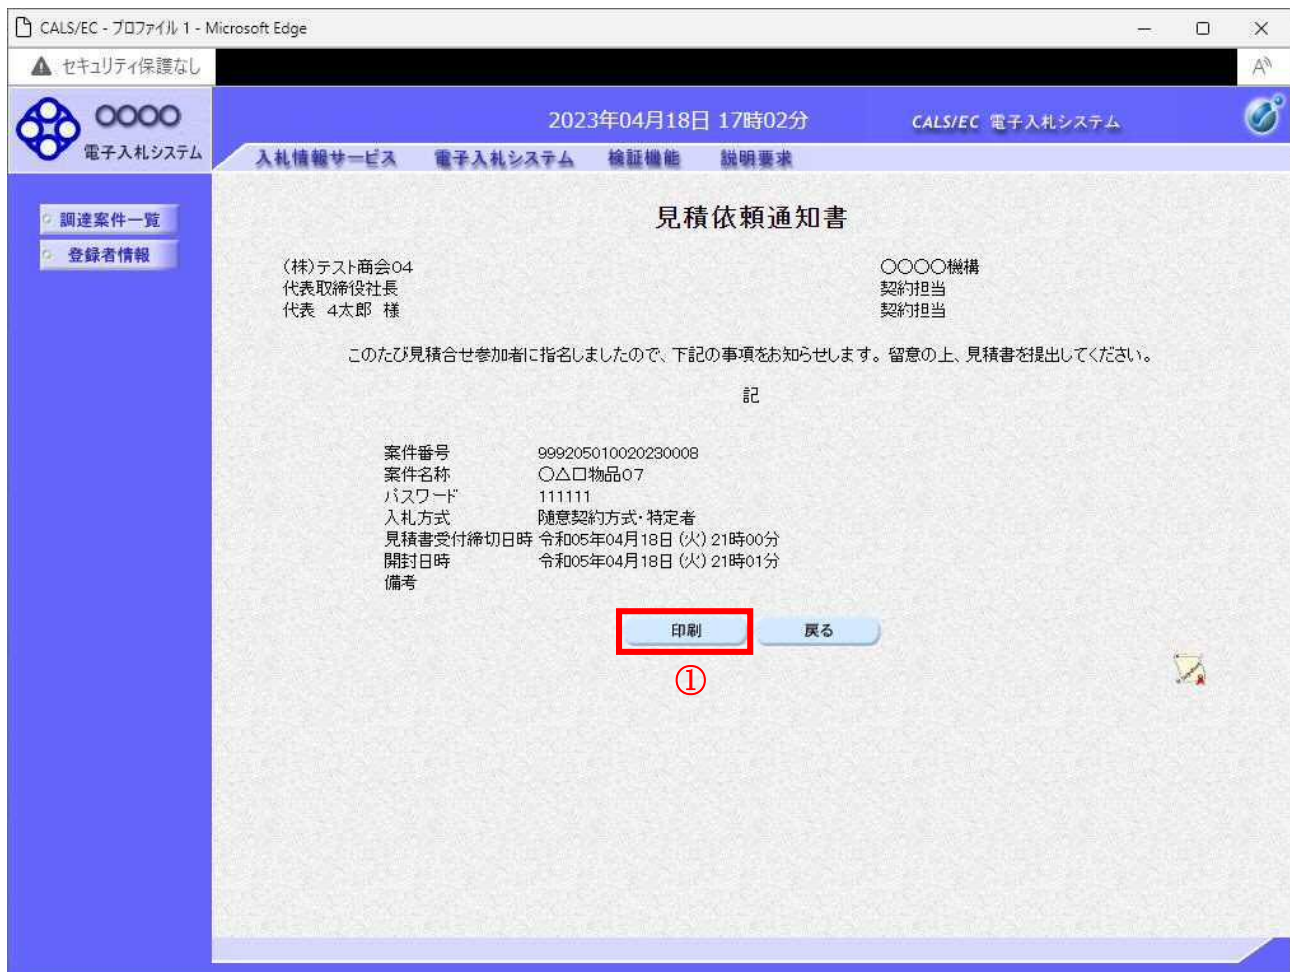 CALS/EC - プロファイル 1 - Microsoft Edge
セキュリティ保護なし
〇〇〇〇
電子入札システム
2023年04月18日 17時02分
CALS/EC 電子入札システム
入札情報サービス 電子入札システム 検証機能 説明要求
調達案件一覧
登録者情報
見積依頼通知書
(株)テスト商会04
代表取締役社長
代表 4太郎 様
〇〇〇〇機構
契約担当
契約担当
このたび見積合せ参加者に指名しましたので、下記の事項をお知らせします。留意の上、見積書を提出してください。
記
案件番号 999205010020230008
案件名称 〇△口物品07
パスワード 111111
入札方式 随意契約方式・特定者
見積書受付締切日時 令和05年04月18日 (火) 21時00分
開封日時 令和05年04月18日 (火) 21時01分
備考
印刷 戻る
①